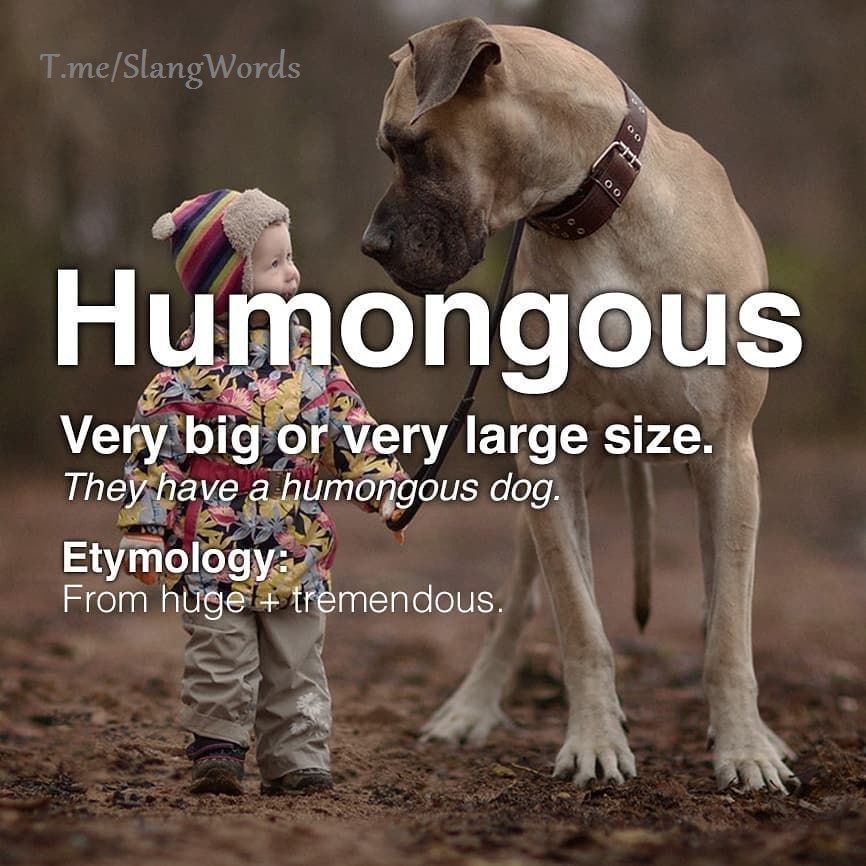 T.me/SlangWords
Humongous
Very big or very large size.
They have a humongous dog.
Etymology:
From huge + tremendous.